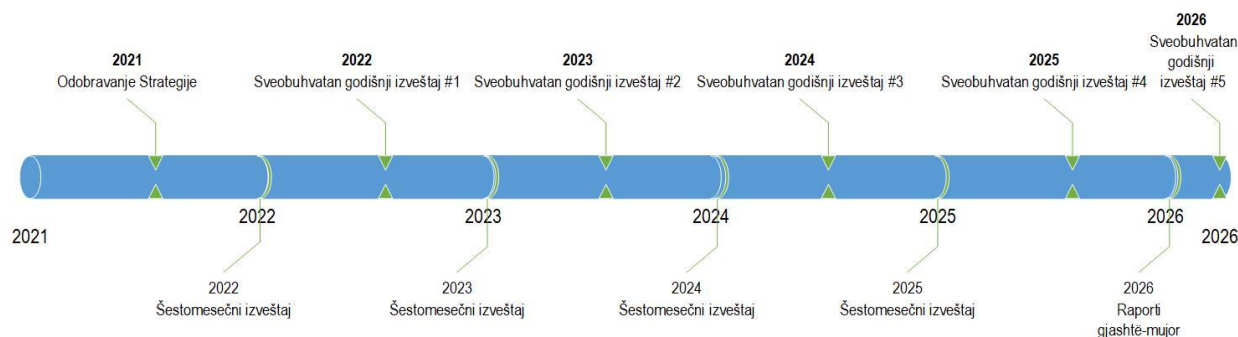 2021
Odobravanje Strategije
2022
Sveobuhvatan godišnji izveštaj #1
2023
Sveobuhvatan godišnji izveštaj #2
2024
Sveobuhvatan godišnji izveštaj #3
2025
Sveobuhvatan godišnji izveštaj #4
2026
Sveobuhvatan
godišnji
izveštaj #5
2021
2022
2023
2024
2025
2026
2026
2022
Šestomesečni izveštaj
2023
Šestomesečni izveštaj
2024
Šestomesečni izveštaj
2025
Šestomesečni izveštaj
2026
Raporti
gjashtë-mujor